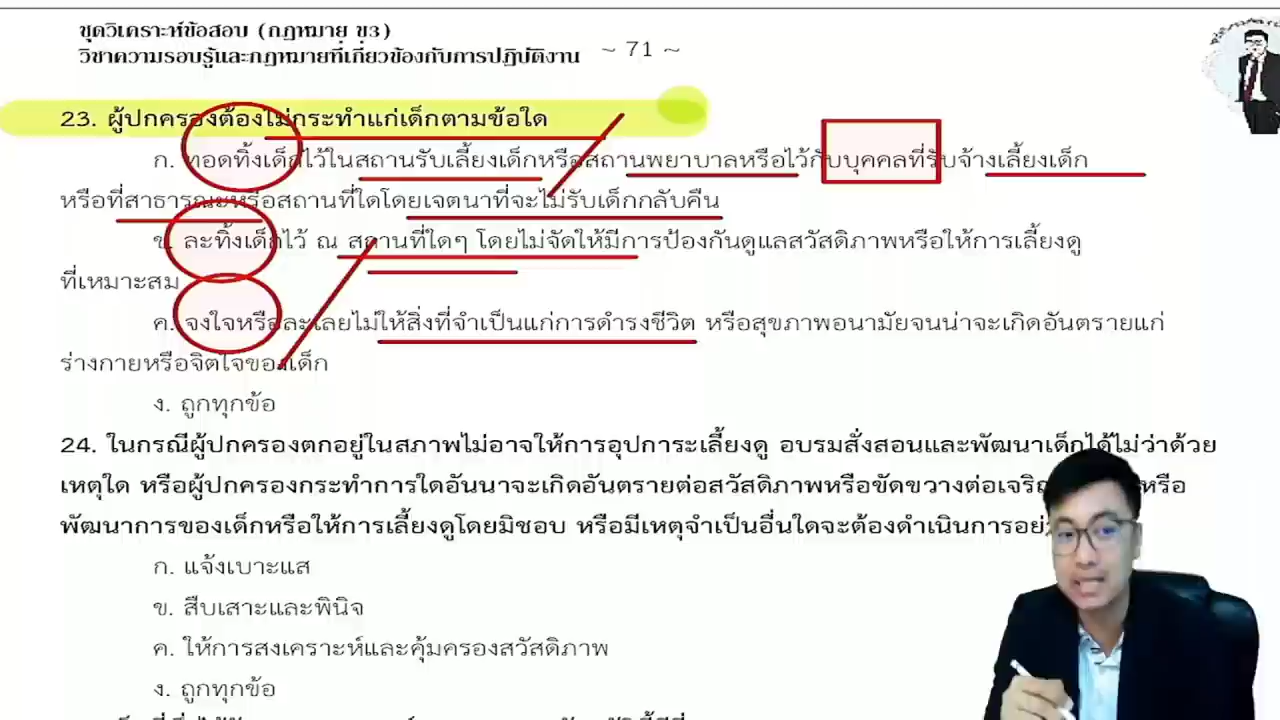 ชุดวิเคราะห์ข้อสอบ (กฎหมาย ข3)
วิชาความรอบรู้และกฎหมายที่เกี่ยวข้องกับการปฏิบัติงาน
~ 71 ~
23. ผู้ปกครองต้องไม่กระทำแก่เด็กตามข้อใด
ก. ทอดทิ้งเด็กไว้ในสถานรับเลี้ยงเด็กหรือสถานพยาบาลหรือไว้กับบุคคลที่รับจ้างเลี้ยงเด็ก
หรือที่สาธารณะหรือสถานที่ใดโดยเจตนาที่จะไม่รับเด็กกลับคืน
ข. ละทิ้งเด็กไว้ ณ สถานที่ใดๆ โดยไม่จัดให้มีการป้องกันดูแลสวัสดิภาพหรือให้การเลี้ยงดู
ที่เหมาะสม
ค. จงใจหรือละเลยไม่ให้สิ่งที่จำเป็นแก่การดำรงชีวิต หรือสุขภาพอนามัยจนน่าจะเกิดอันตรายแก่
ร่างกายหรือจิตใจของเด็ก
ง. ถูกทุกข้อ
24. ในกรณีผู้ปกครองตกอยู่ในสภาพไม่อาจให้การอุปการะเลี้ยงดู อบรมสั่งสอนและพัฒนาเด็กได้ไม่ว่าด้วย
เหตุใด หรือผู้ปกครองกระทำการใดอันน่าจะเกิดอันตรายต่อสวัสดิภาพหรือขัดขวางต่อ หรือ
พัฒนาการของเด็กหรือให้การเลี้ยงดูโดยมิชอบ หรือมีเหตุจำเป็นอื่นใดจะต้องดำเนินการ
ก. แจ้งเบาะแส
ข. สืบเสาะและพินิจ
ค. ให้การสงเคราะห์และคุ้มครองสวัสดิภาพ
ง. ถูกทุกข้อ